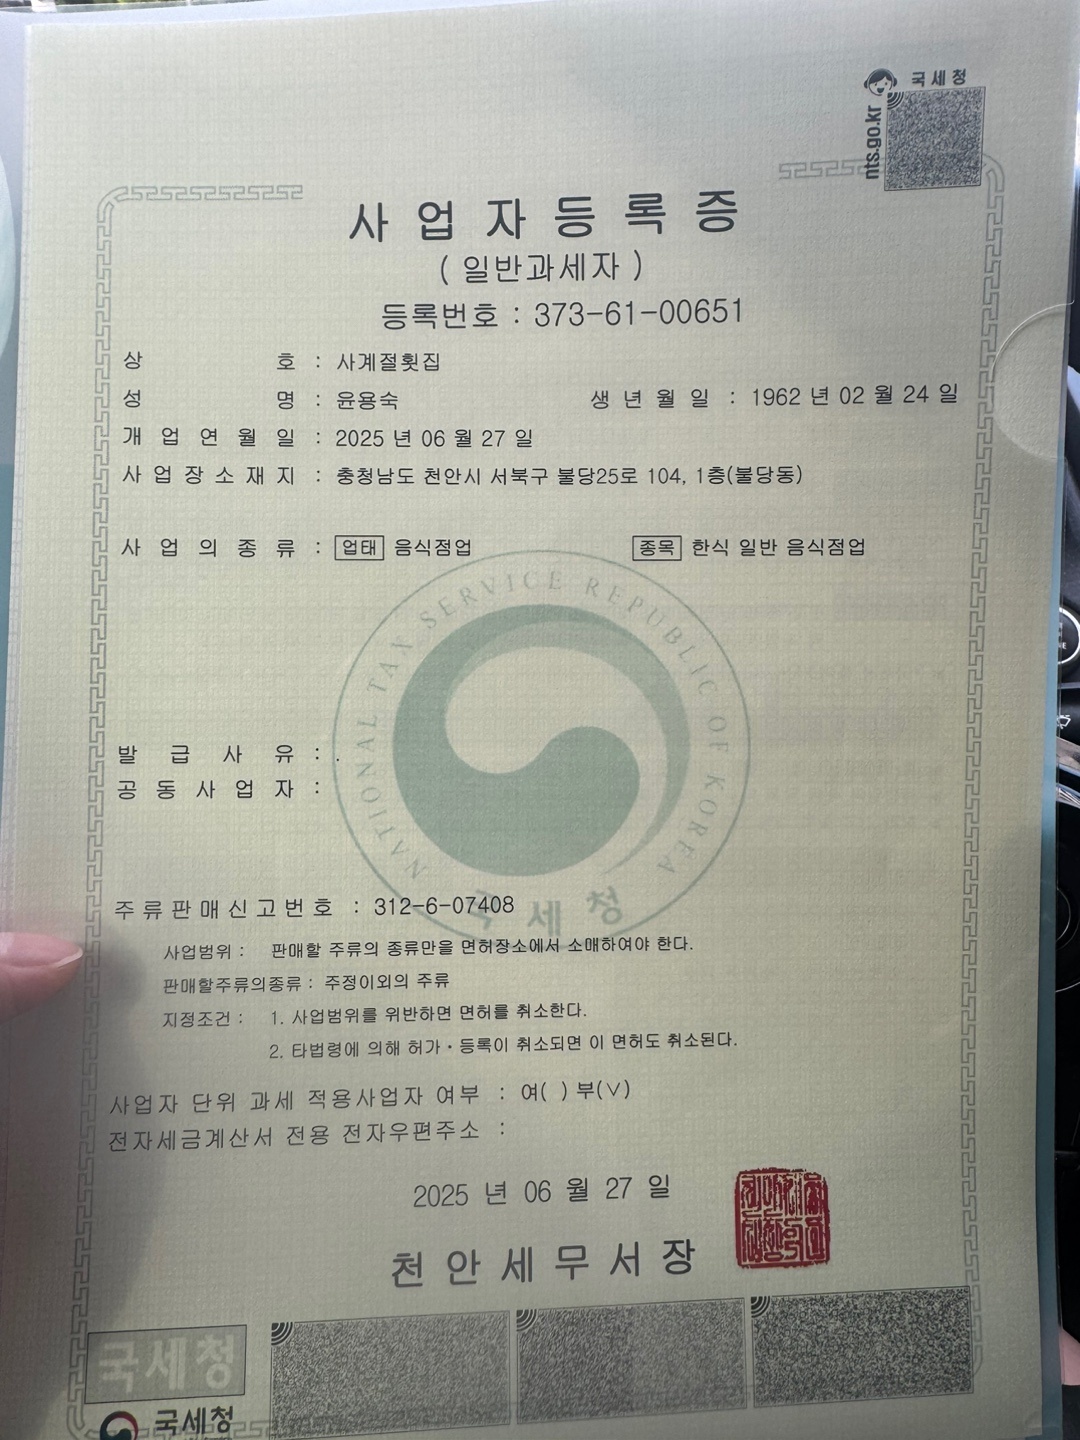 국세청
nts.go.kr
사업자등록증
( 일반과세자 )
등록번호 : 373-61-00651
상 호 : 사계절횟집
성 명 : 윤용숙 생 년 월 일 : 1962 년 02 월 24 일
개 업 연 월 일 : 2025 년 06 월 27 일
사 업 장 소 재 지 : 충청남도 천안시 서북구 불당25로 104, 1층(불당동)
사 업 의 종 류 : 업태 음식점업 종목 한식 일반 음식점업
NATIONAL TAX SERVICE REPUBLIC OF KOREA
국세청
발 급 사 유 : .
공 동 사 업 자 :
주 류 판 매 신 고 번 호 : 312-6-07408
사업범위 : 판매할 주류의 종류만을 면허장소에서 소매하여야 한다.
판매할주류의종류 : 주정이외의 주류
지정조건 : 1. 사업범위를 위반하면 면허를 취소한다.
2. 타법령에 의해 허가·등록이 취소되면 이 면허도 취소된다.
사업자 단위 과세 적용사업자 여부 : 여( ) 부(∨)
전자세금계산서 전용 전자우편주소 :
2025 년 06 월 27 일
천 안 세 무 서 장
국세청
국세청